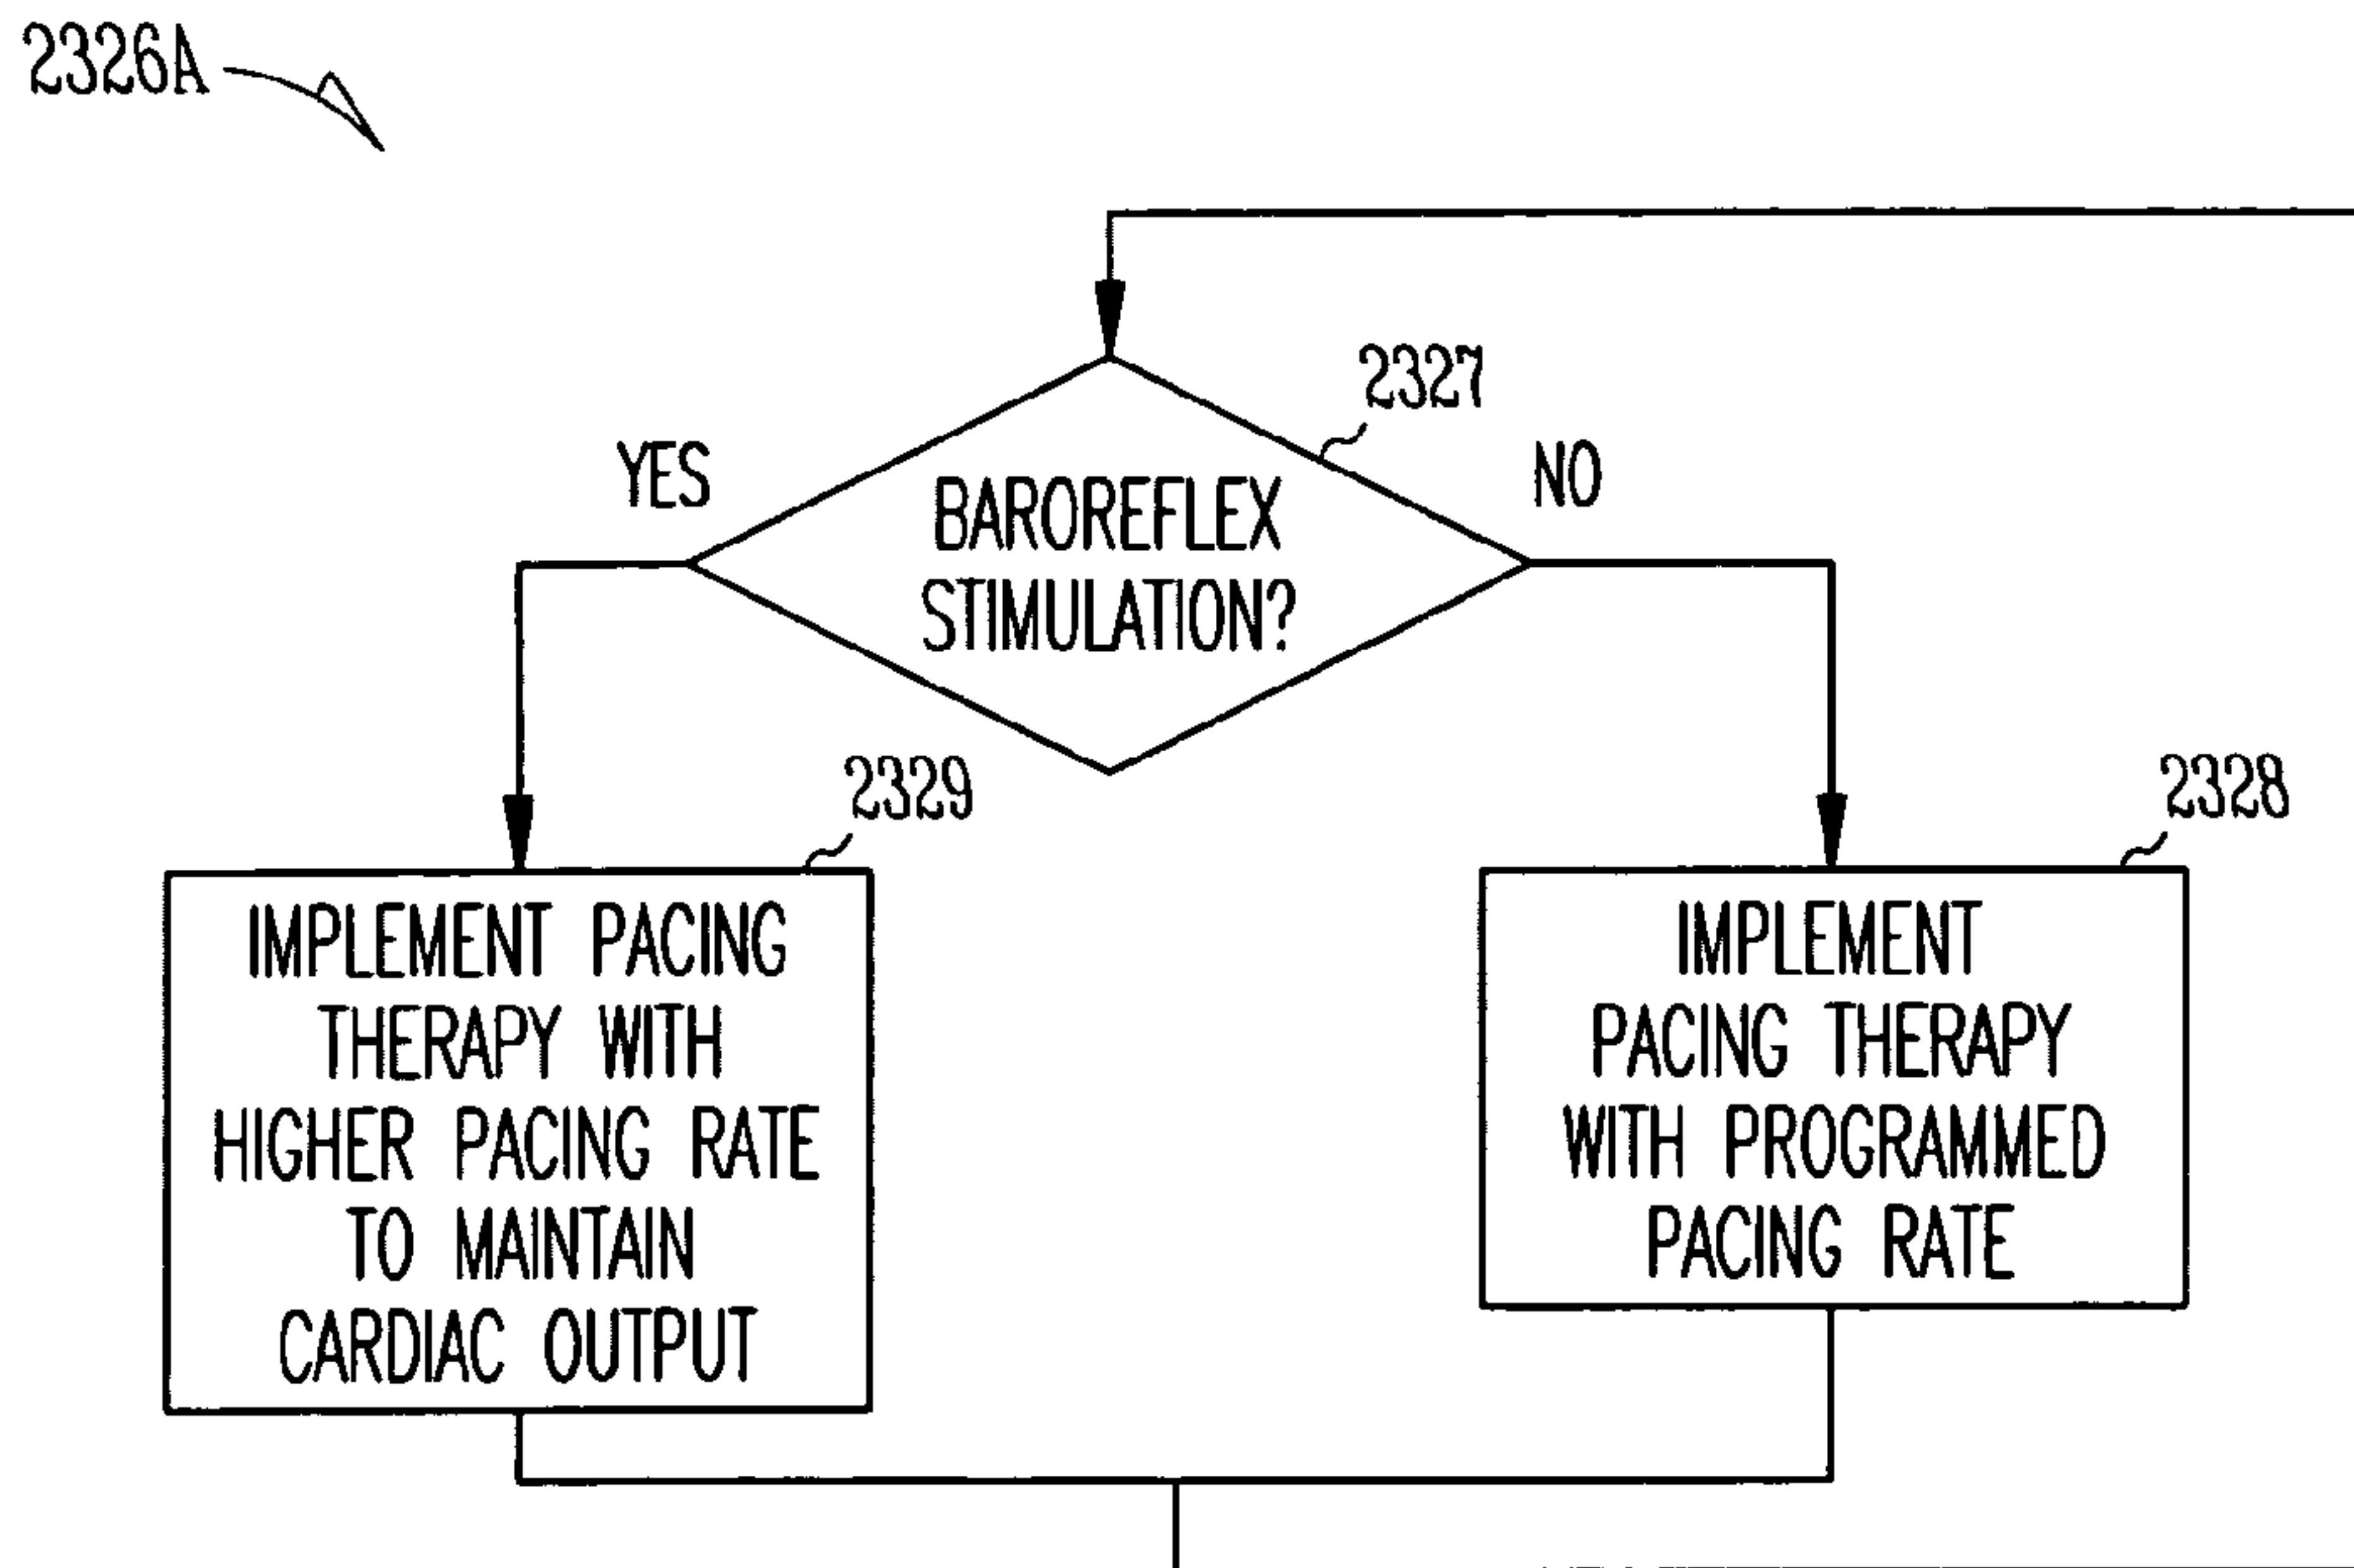 2326A
2327
YES
NO
BAROREFLEX
STIMULATION?
2329
2328
IMPLEMENT PACING
THERAPY WITH
HIGHER PACING RATE
TO MAINTAIN
CARDIAC OUTPUT
IMPLEMENT
PACING THERAPY
WITH PROGRAMMED
PACING RATE